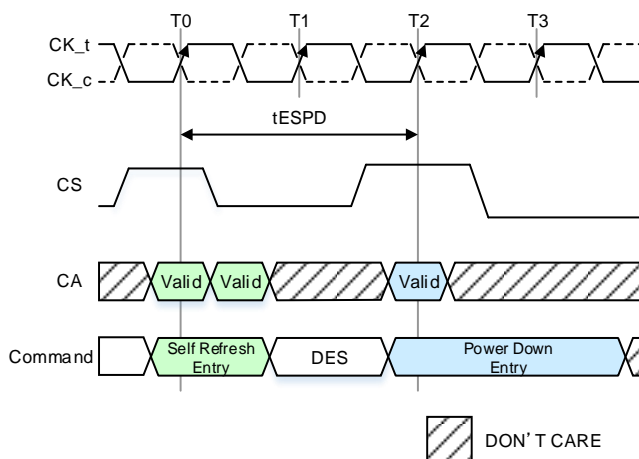 T0 T1 T2 T3
CK_t
CK_c
tESPD
CS
CA Valid Valid Valid
Command Self Refresh Entry DES Power Down Entry
DON'T CARE